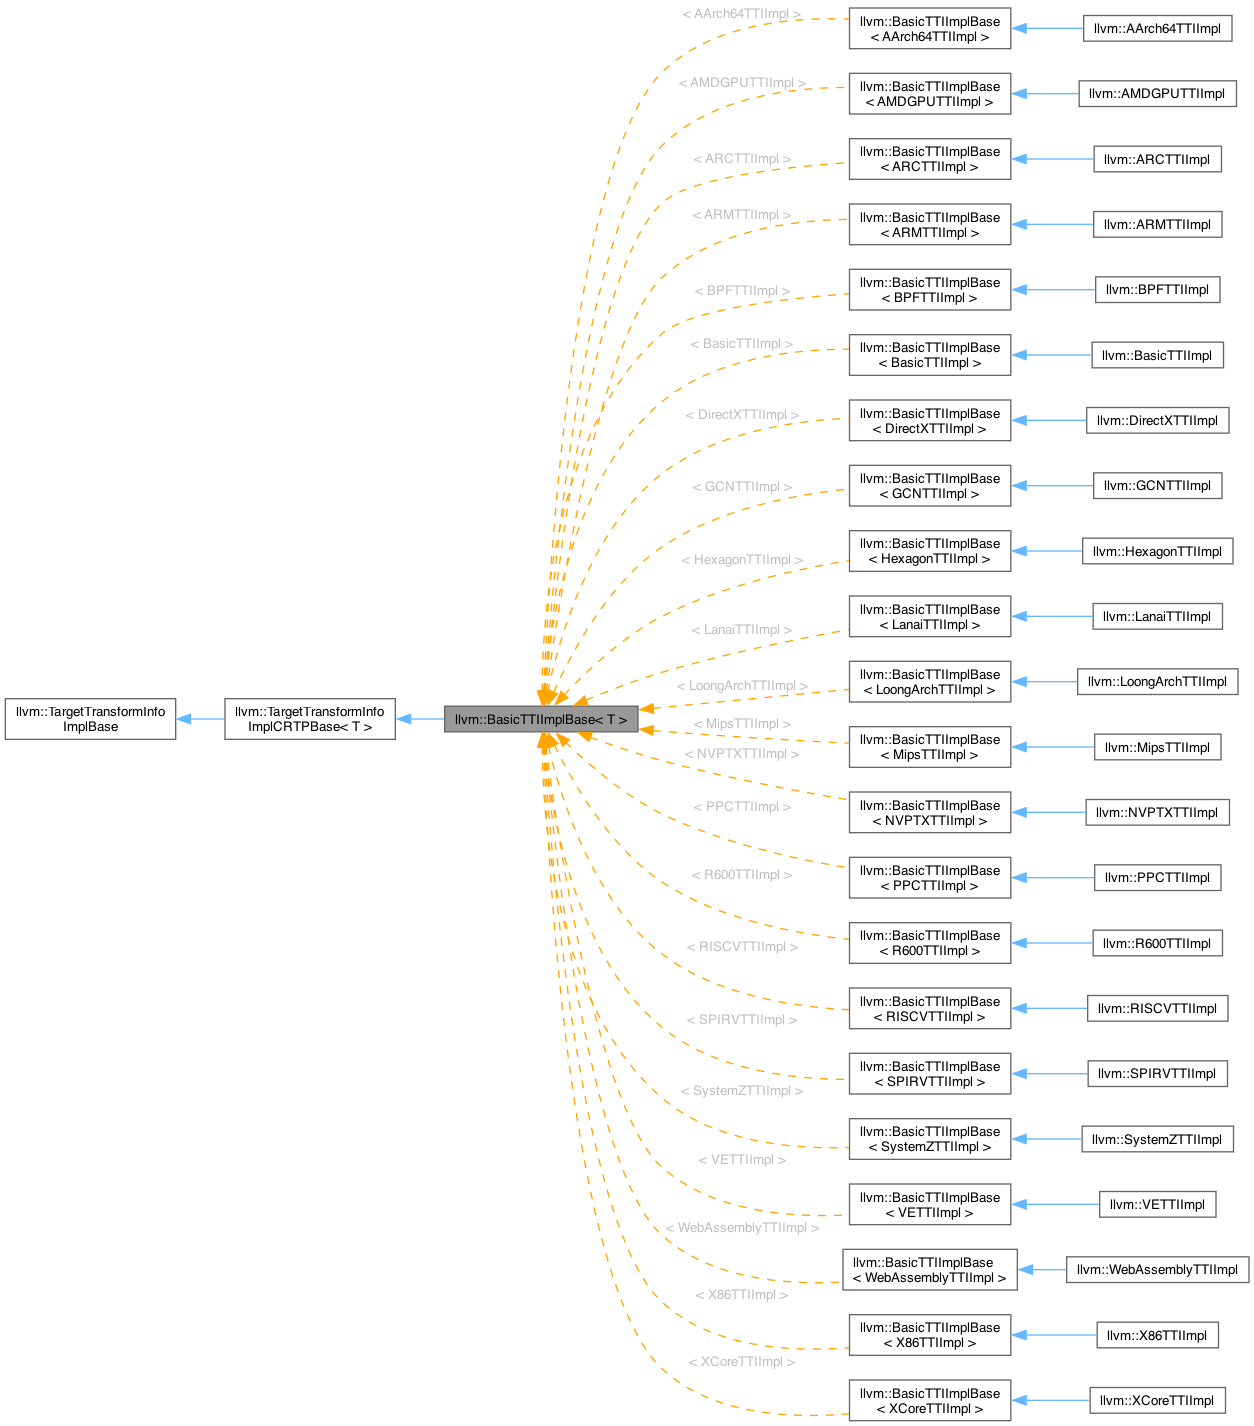 llvm::TargetTransformInfo
ImplBase
llvm::TargetTransformInfo
ImplCRTPBase< T >
llvm::BasicTTIImplBase< T >
< AArch64TTIImpl >
llvm::BasicTTIImplBase
< AArch64TTIImpl >
llvm::AArch64TTIImpl
< AMDGPUTTIImpl >
llvm::BasicTTIImplBase
< AMDGPUTTIImpl >
llvm::AMDGPUTTIImpl
< ARCTTIImpl >
llvm::BasicTTIImplBase
< ARCTTIImpl >
llvm::ARCTTIImpl
< ARMTTIImpl >
llvm::BasicTTIImplBase
< ARMTTIImpl >
llvm::ARMTTIImpl
< BPFTTIImpl >
llvm::BasicTTIImplBase
< BPFTTIImpl >
llvm::BPFTTIImpl
< BasicTTIImpl >
llvm::BasicTTIImplBase
< BasicTTIImpl >
llvm::BasicTTIImpl
< DirectXTTIImpl >
llvm::BasicTTIImplBase
< DirectXTTIImpl >
llvm::DirectXTTIImpl
< GCNTTIImpl >
llvm::BasicTTIImplBase
< GCNTTIImpl >
llvm::GCNTTIImpl
< HexagonTTIImpl >
llvm::BasicTTIImplBase
< HexagonTTIImpl >
llvm::HexagonTTIImpl
< LanaiTTIImpl >
llvm::BasicTTIImplBase
< LanaiTTIImpl >
llvm::LanaiTTIImpl
< LoongArchTTIImpl >
llvm::BasicTTIImplBase
< LoongArchTTIImpl >
llvm::LoongArchTTIImpl
< MipsTTIImpl >
llvm::BasicTTIImplBase
< MipsTTIImpl >
llvm::MipsTTIImpl
< NVPTXTTIImpl >
llvm::BasicTTIImplBase
< NVPTXTTIImpl >
llvm::NVPTXTTIImpl
< PPCTTIImpl >
llvm::BasicTTIImplBase
< PPCTTIImpl >
llvm::PPCTTIImpl
< R600TTIImpl >
llvm::BasicTTIImplBase
< R600TTIImpl >
llvm::R600TTIImpl
< RISCVTTIImpl >
llvm::BasicTTIImplBase
< RISCVTTIImpl >
llvm::RISCVTTIImpl
< SPIRVTTIImpl >
llvm::BasicTTIImplBase
< SPIRVTTIImpl >
llvm::SPIRVTTIImpl
< SystemZTTIImpl >
llvm::BasicTTIImplBase
< SystemZTTIImpl >
llvm::SystemZTTIImpl
< VETTIImpl >
llvm::BasicTTIImplBase
< VETTIImpl >
llvm::VETTIImpl
< WebAssemblyTTIImpl >
llvm::BasicTTIImplBase
< WebAssemblyTTIImpl >
llvm::WebAssemblyTTIImpl
< X86TTIImpl >
llvm::BasicTTIImplBase
< X86TTIImpl >
llvm::X86TTIImpl
< XCoreTTIImpl >
llvm::BasicTTIImplBase
< XCoreTTIImpl >
llvm::XCoreTTIImpl